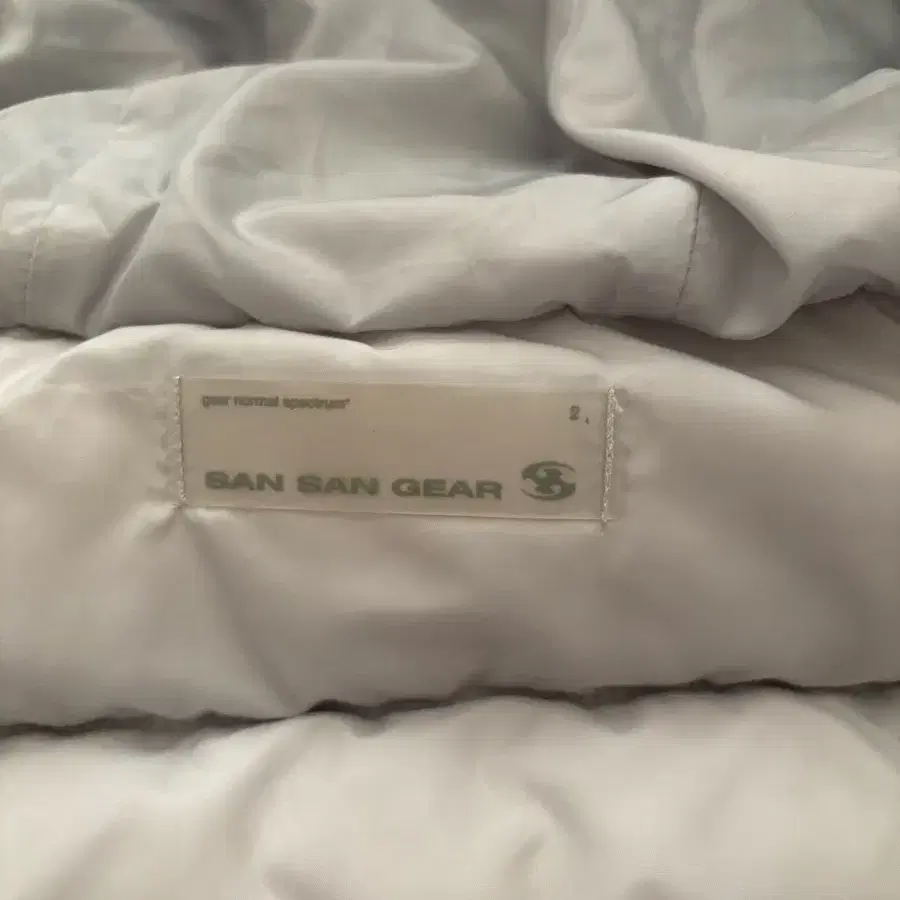 gear normal spectrum"
2.
SAN SAN GEAR